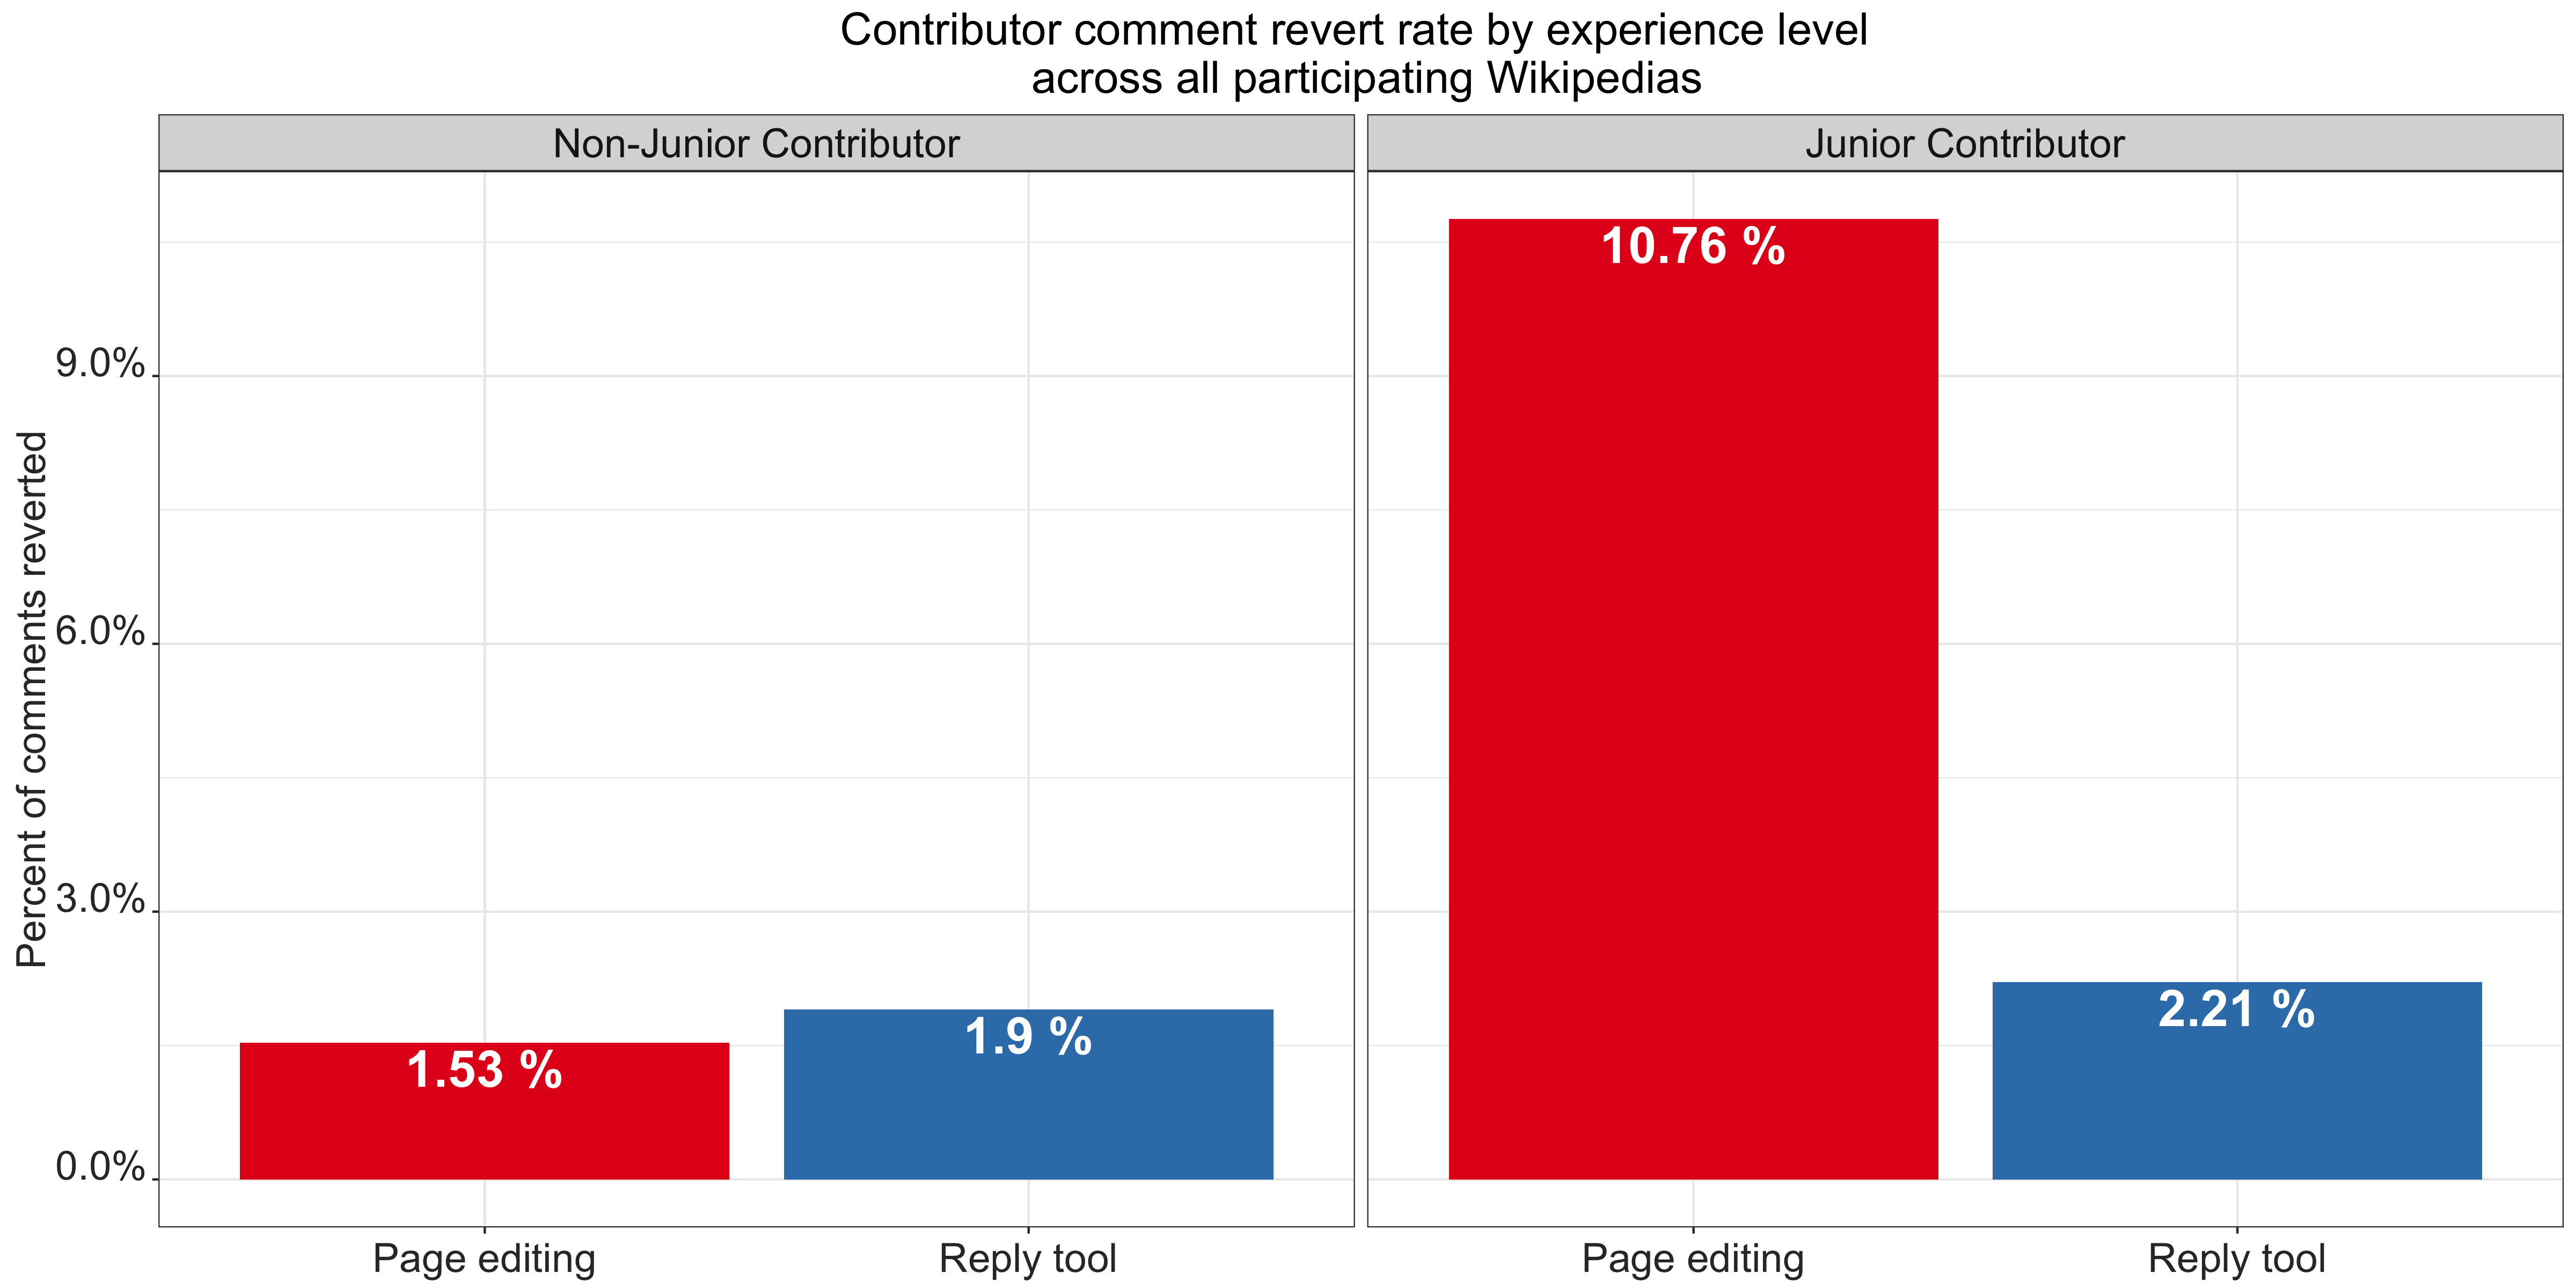 Contributor comment revert rate by experience level
across all participating Wikipedias
Non-Junior Contributor
Junior Contributor
Percent of comments reverted
9.0%
6.0%
3.0%
0.0%
1.53 %
1.9 %
10.76 %
2.21 %
Page editing
Reply tool
Page editing
Reply tool